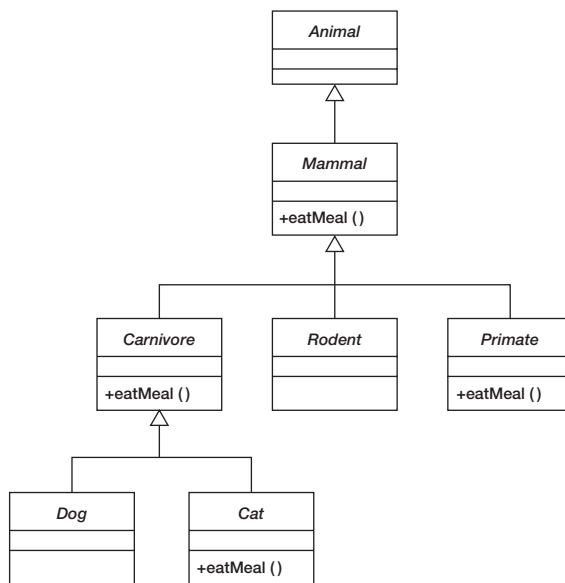 Animal
Mammal
+eatMeal ( )
Carnivore
Rodent
Primate
+eatMeal ( )
+eatMeal ( )
Dog
Cat
+eatMeal ( )